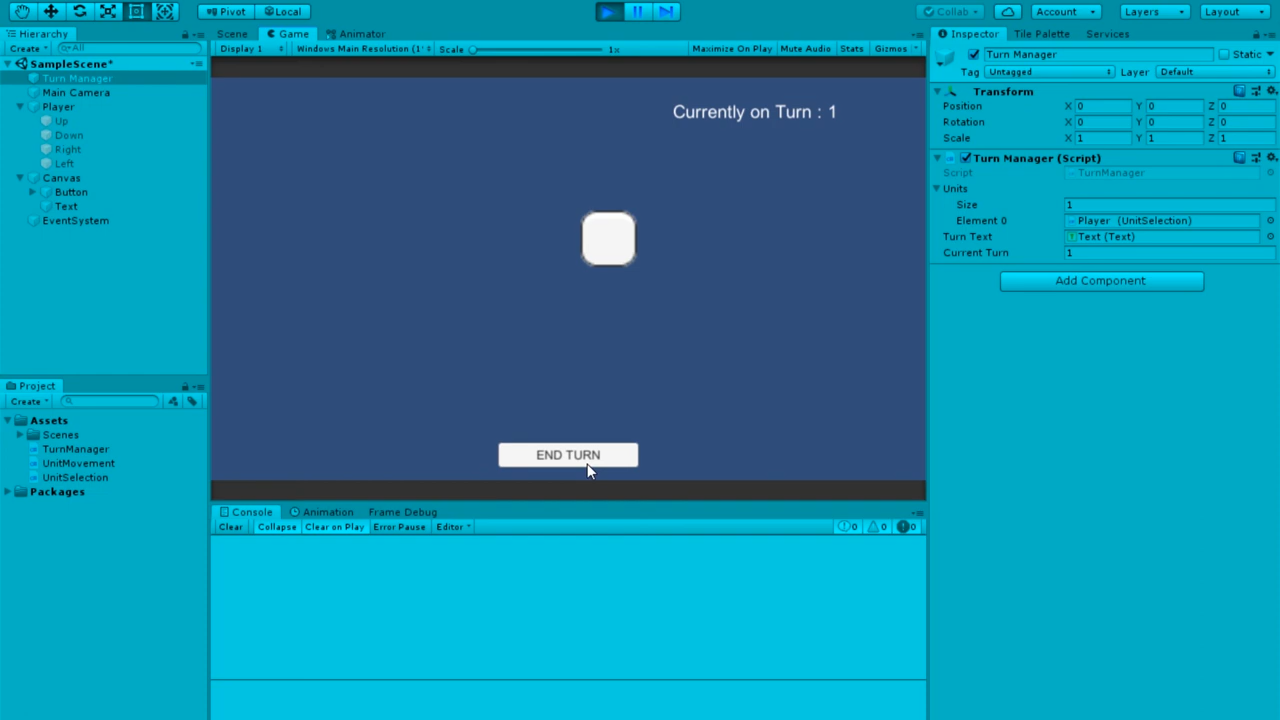 Pivot Local Collab Account Layers Layout
Hierarchy Scene Game Animator Inspector Tile Palette Services
Create All Display 1 Windows Main Resolution (1 Scale 1x Maximize On Play Mute Audio Stats Gizmos
SampleScene*
Turn Manager
Main Camera
Player
Up
Down
Right
Left
Canvas
Button
Text
EventSystem
Currently on Turn : 1
END TURN
Turn Manager Static
Tag Untagged Layer Default
Transform
Position X 0 Y 0 Z 0
Rotation X 0 Y 0 Z 0
Scale X 1 Y 1 Z 1
Turn Manager (Script)
Script TurnManager
Units
Size 1
Element 0 Player (UnitSelection)
Turn Text Text (Text)
Current Turn 1
Add Component
Project
Create
Assets
Scenes
TurnManager
UnitMovement
UnitSelection
Packages
Console Animation Frame Debug
Clear Collapse Clear on Play Error Pause Editor 0 0 0